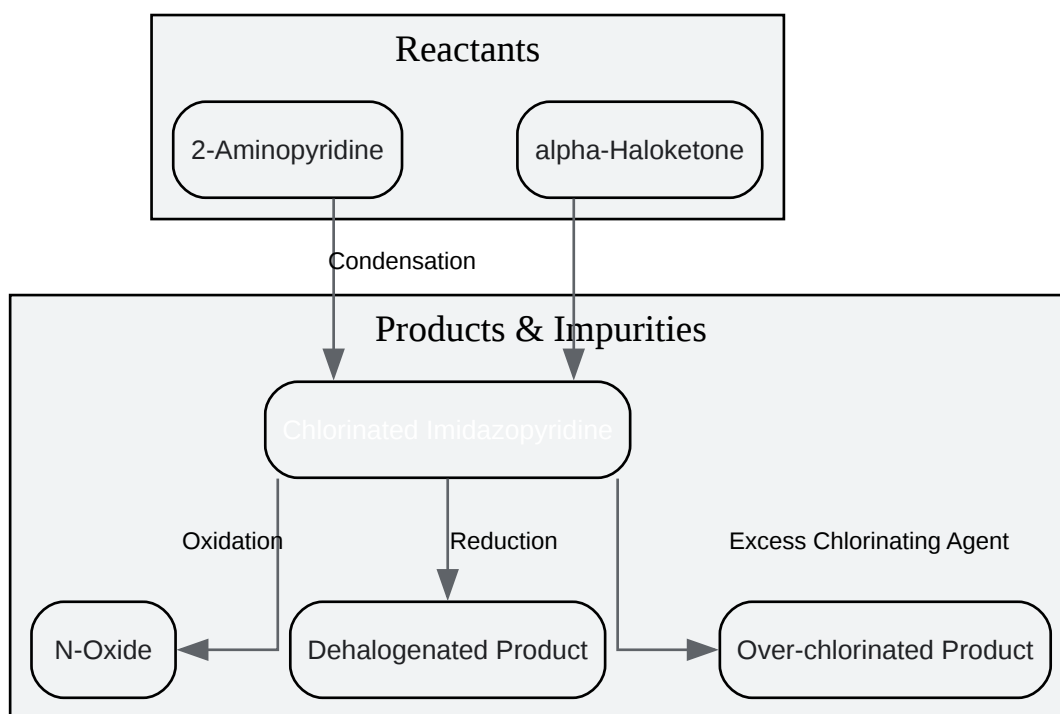 Reactants
2-Aminopyridine
alpha-Haloketone
Condensation
Products & Impurities
Chlorinated Imidazopyridine
Oxidation
Reduction
Excess Chlorinating Agent
N-Oxide
Dehalogenated Product
Over-chlorinated Product